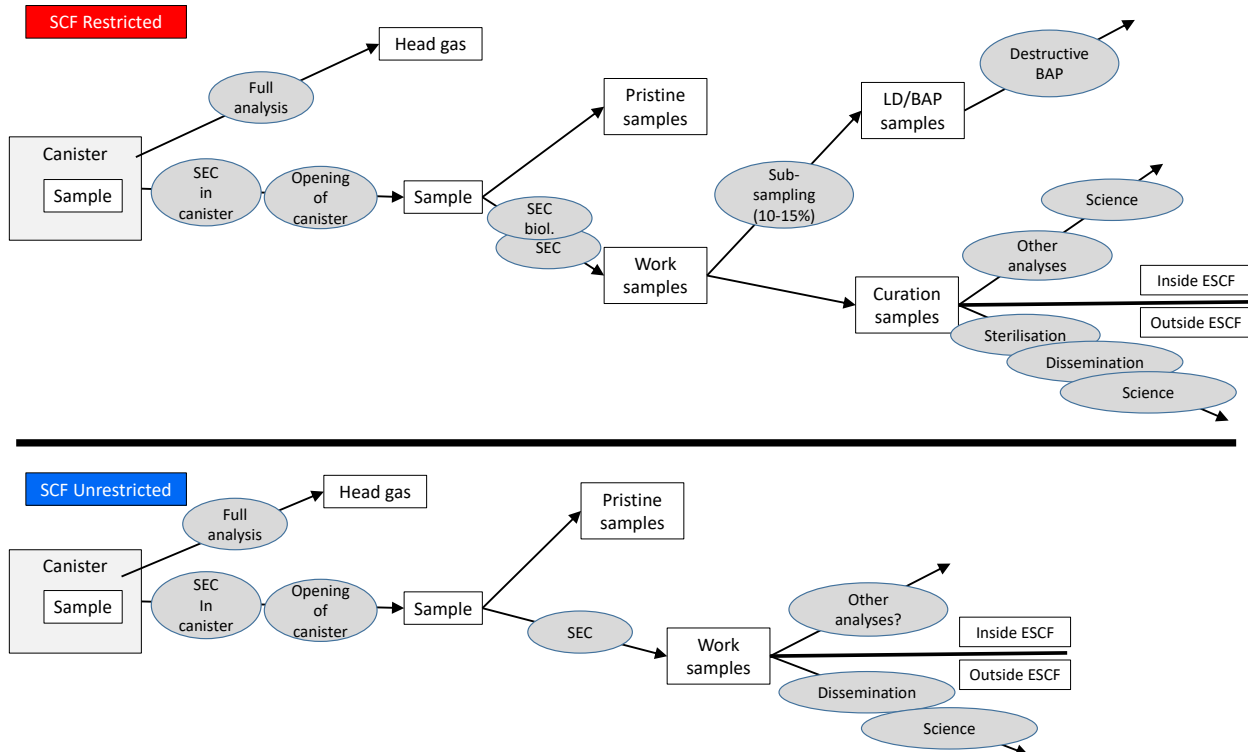 SCF Restricted
Head gas
Full
analysis
Canister
Sample
SEC
in
canister
Opening
of
canister
Sample
Pristine
samples
SEC
biol.
SEC
Work
samples
Sub-
sampling
(10-15%)
LD/BAP
samples
Destructive
BAP
Curation
samples
Other
analyses
Science
Inside ESCF
Outside ESCF
Sterilisation
Dissemination
Science
SCF Unrestricted
Head gas
Full
analysis
Canister
Sample
SEC
In
canister
Opening
of
canister
Sample
Pristine
samples
SEC
Work
samples
Other
analyses?
Inside ESCF
Outside ESCF
Dissemination
Science